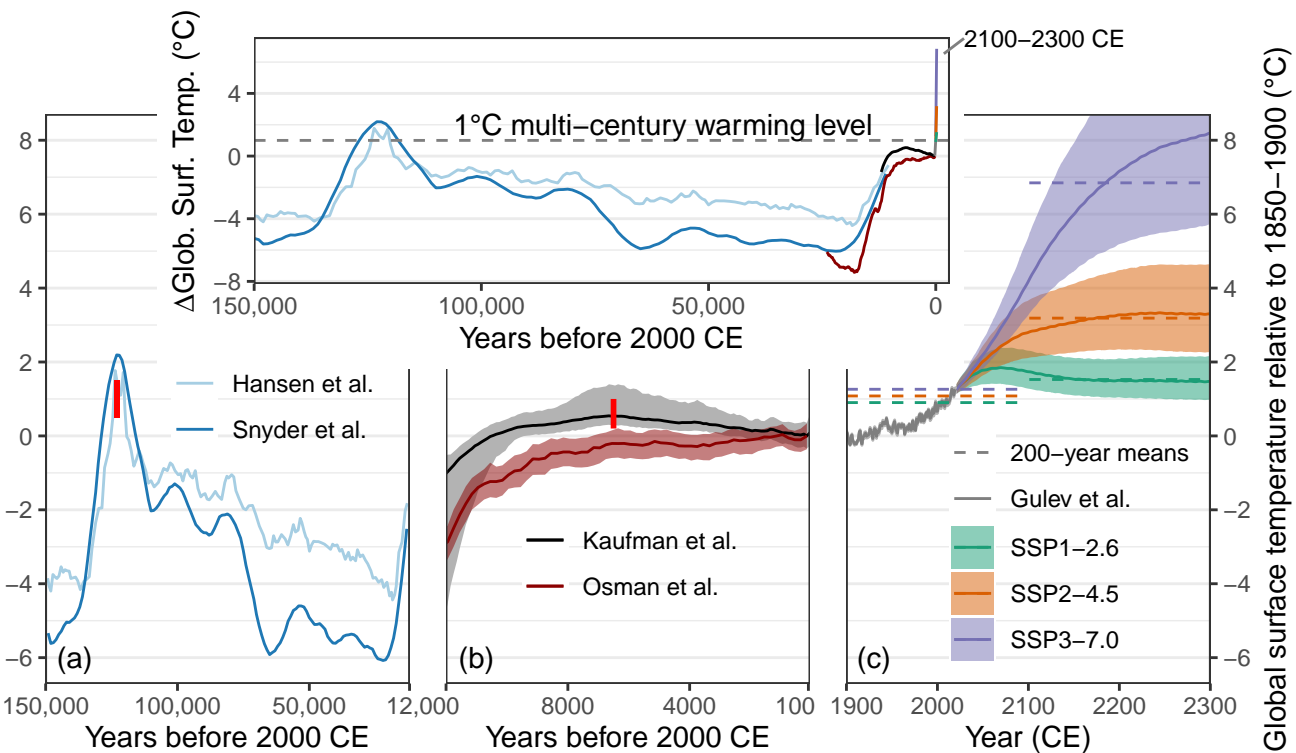 2100−2300 CE
ΔGlob. Surf. Temp. (°C)
4
0
−4
−8
1°C multi−century warming level
150,000
100,000
50,000
0
Years before 2000 CE
8
6
4
2
0
−2
−4
−6
Hansen et al.
Snyder et al.
(a)
150,000
100,000
50,000
12,000
Years before 2000 CE
Kaufman et al.
Osman et al.
(b)
8000
4000
100
Years before 2000 CE
200−year means
Gulev et al.
SSP1−2.6
SSP2−4.5
SSP3−7.0
(c)
1900
2000
2100
2200
2300
Year (CE)
8
6
4
2
0
−2
−4
−6
Global surface temperature relative to 1850−1900 (°C)